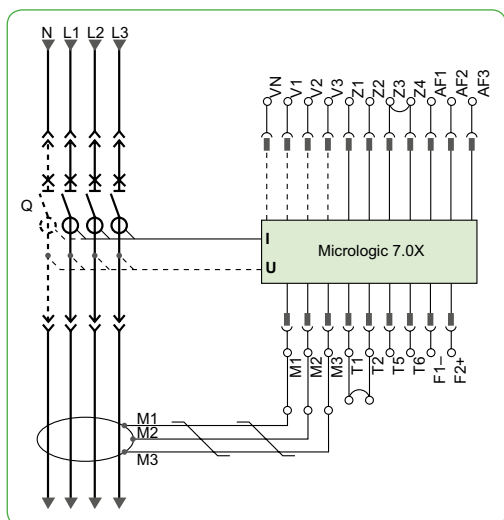 N L1 L2 L3
VN V1 V2 V3 Z1 Z2 Z3 Z4 AF1 AF2 AF3
Q
I
Micrologic 7.0X
U
M1 M2 M3 T1 T2 T5 T6 F1– F2+
M1
M2
M3